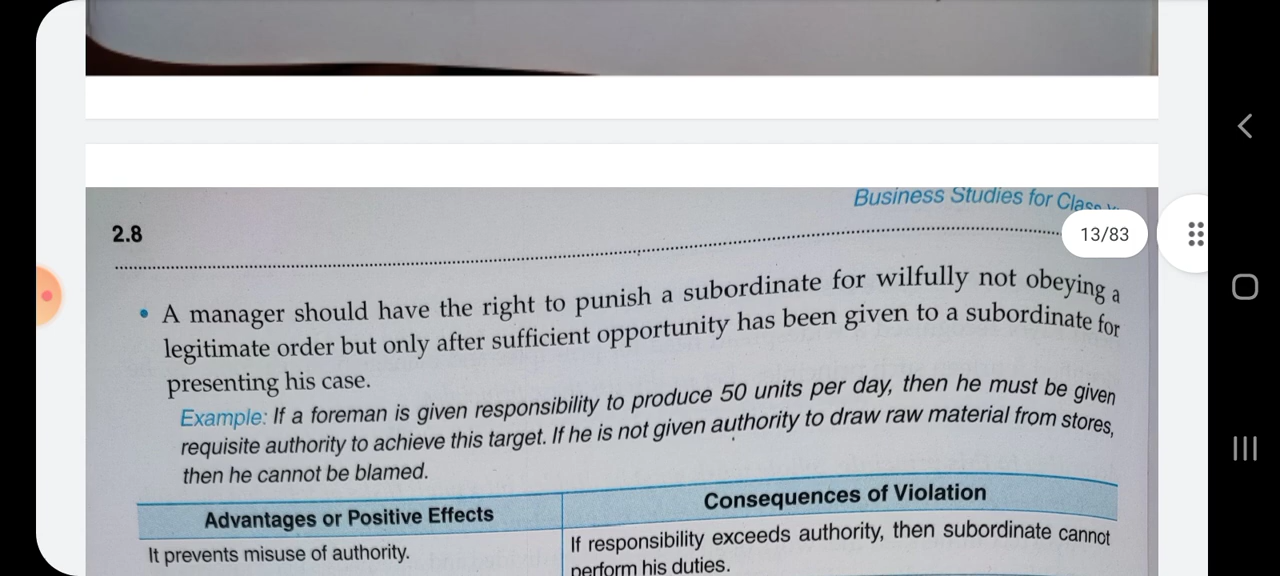 Business Studies for Class
2.8
13/83
• A manager should have the right to punish a subordinate for wilfully not obeying a
legitimate order but only after sufficient opportunity has been given to a subordinate for
presenting his case.
Example: If a foreman is given responsibility to produce 50 units per day, then he must be given
requisite authority to achieve this target. If he is not given authority to draw raw material from stores,
then he cannot be blamed.
Advantages or Positive Effects
Consequences of Violation
It prevents misuse of authority.
If responsibility exceeds authority, then subordinate cannot
perform his duties.